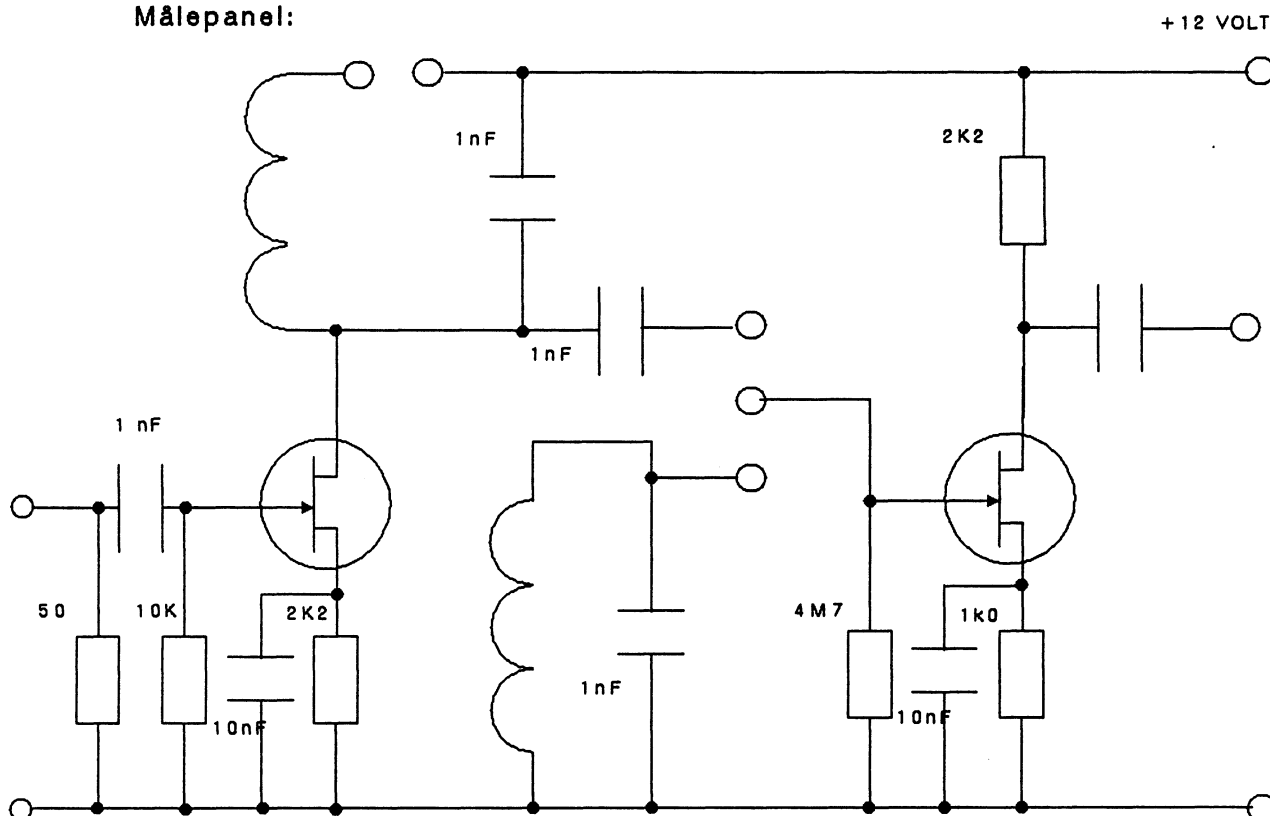 Målepanel:
+12 VOLT
1nF
2K2
1nF
1 nF
50
10K
2K2
4M7
1k0
1nF
10nF
10nF